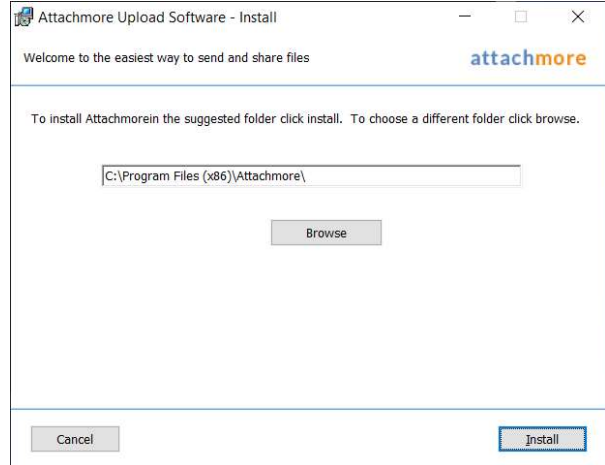 Attachmore Upload Software - Install
Welcome to the easiest way to send and share files
attachmore
To install Attachmorein the suggested folder click install. To choose a different folder click browse.
C:\Program Files (x86)\Attachmore\
Browse
Cancel
Install